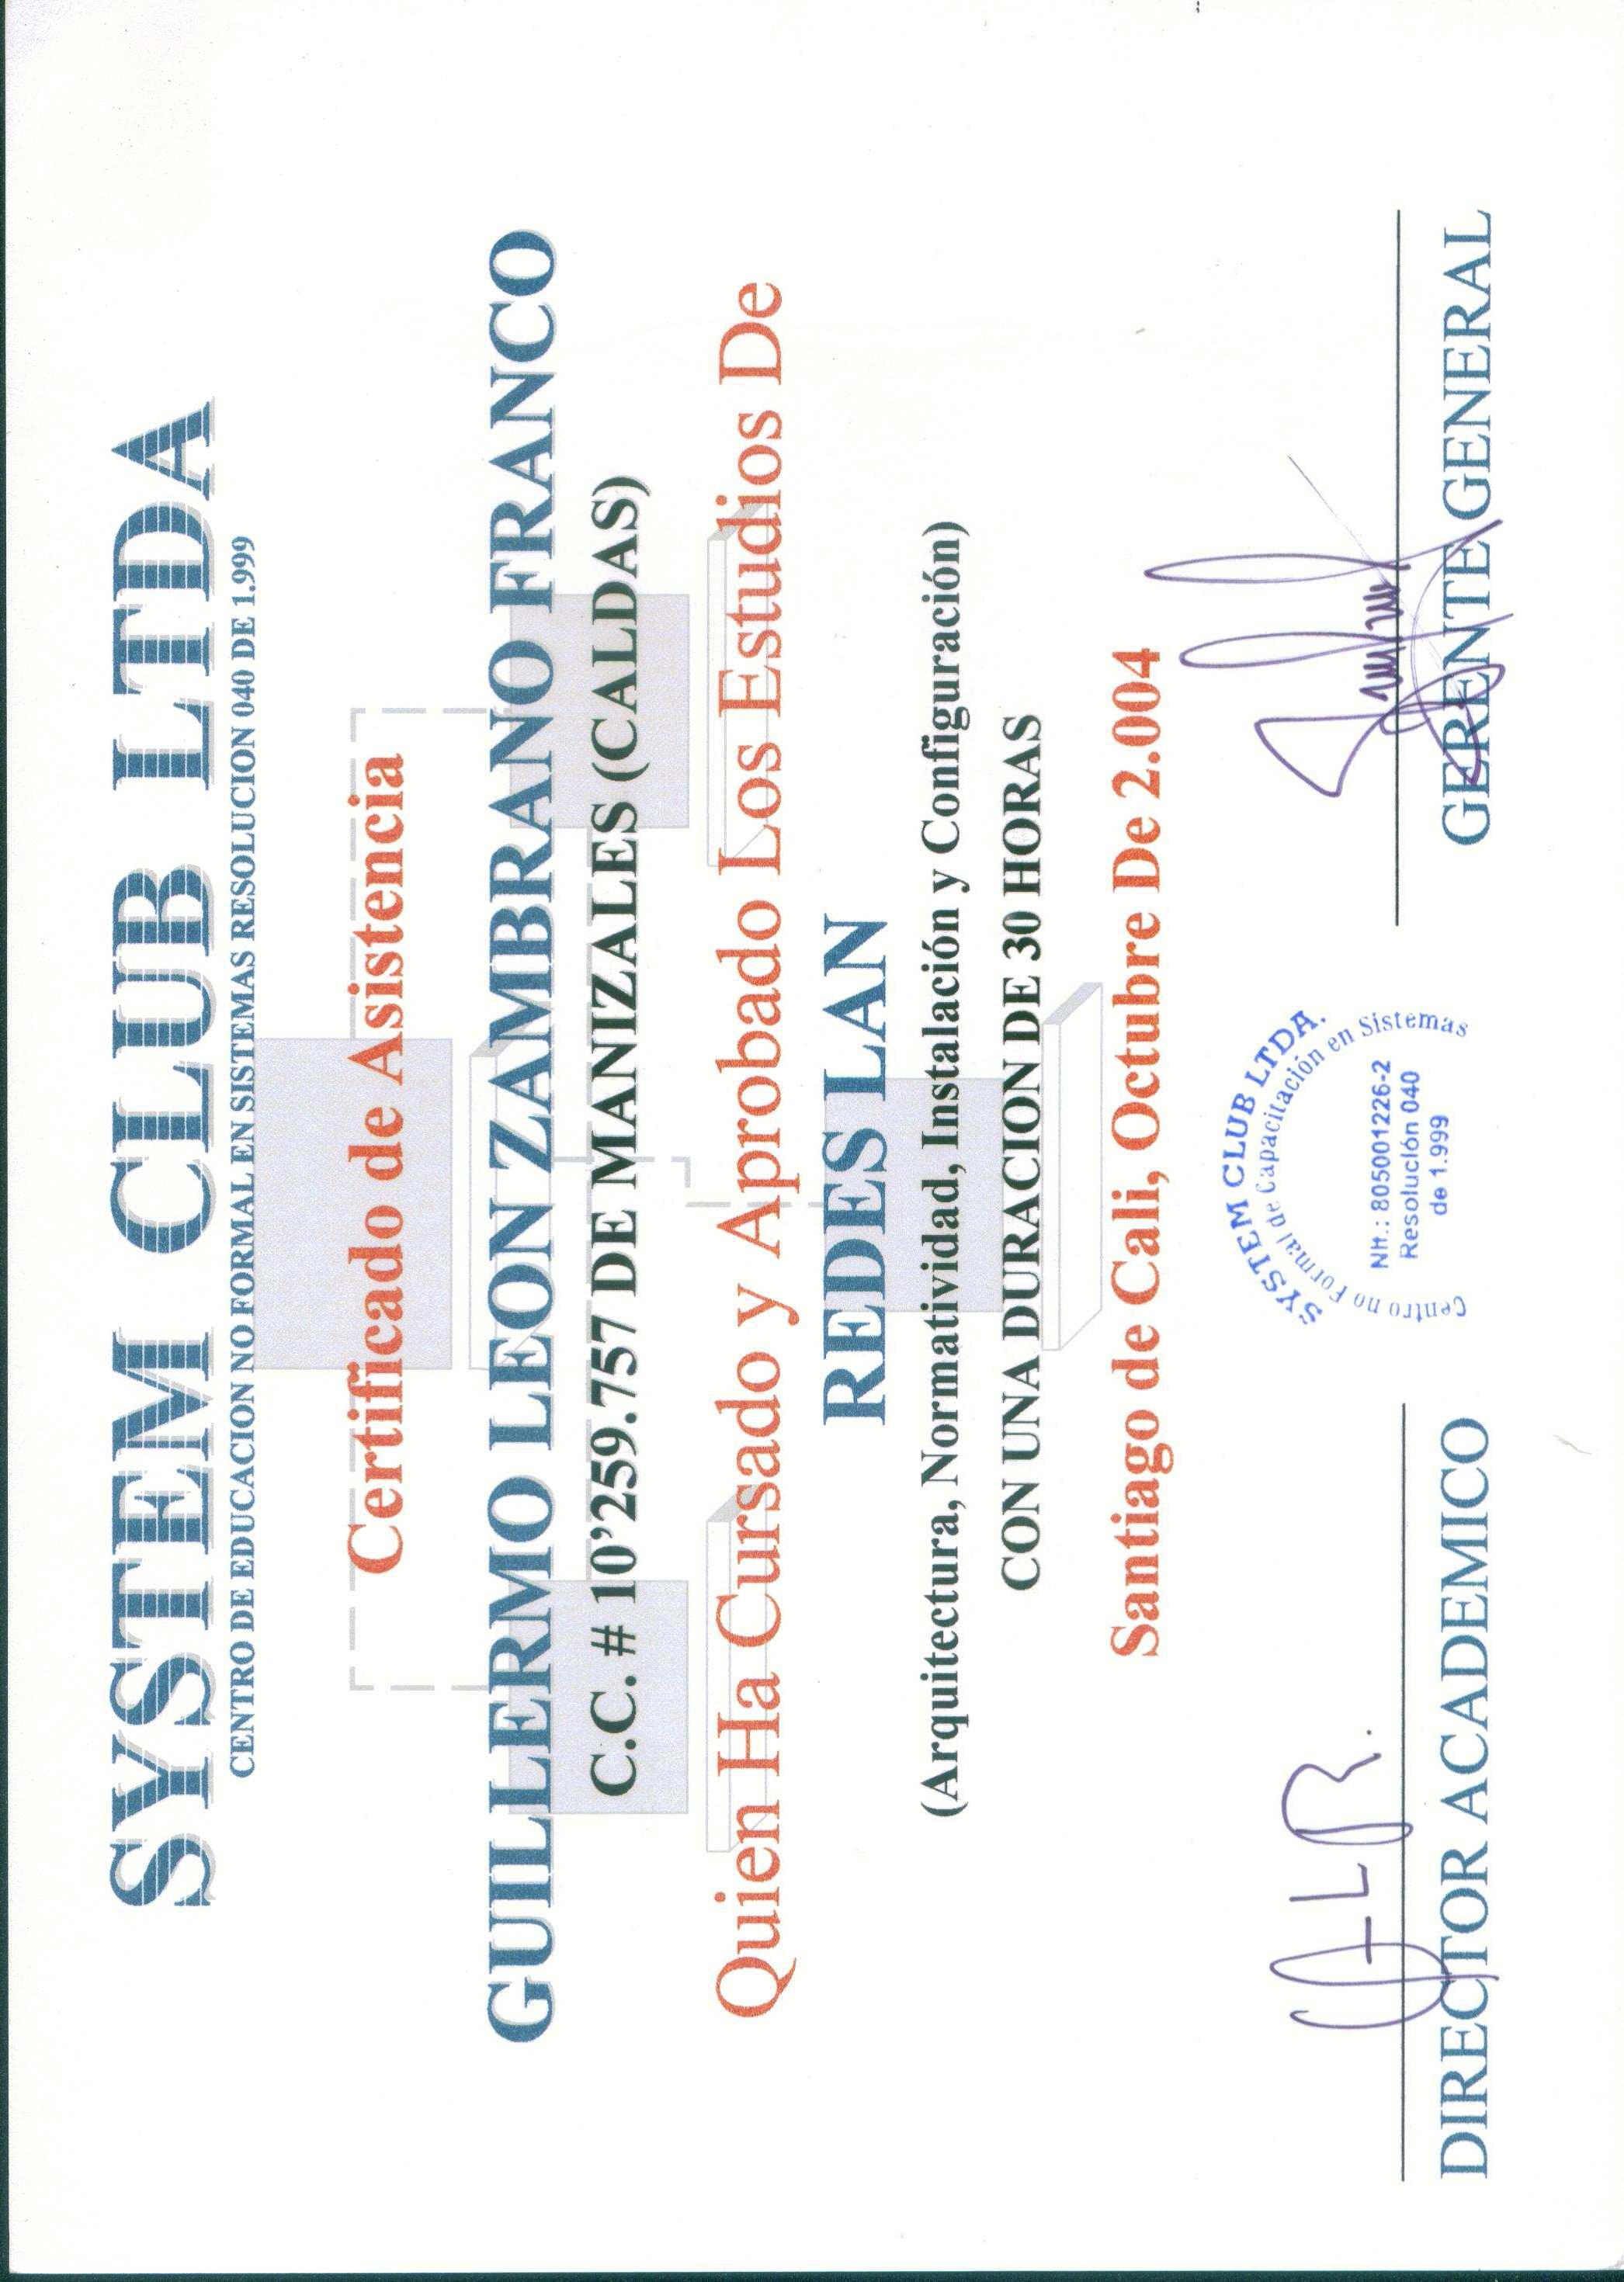 SYSTEM CLUB LTDA
CENTRO DE EDUCACION NO FORMAL EN SISTEMAS RESOLUCION 040 DE 1.999
Certificado de Asistencia
GUILLERMO LEON ZAMBRANO FRANCO
C.C. # 10'259.757 DE MANIZALES (CALDAS)
Quien Ha Cursado y Aprobado Los Estudios De
REDES LAN
(Arquitectura, Normatividad, Instalación y Configuración)
CON UNA DURACION DE 30 HORAS
Santiago de Cali, Octubre De 2.004
SYSTEM CLUB LTDA.
Centro no Formal de Capacitación en Sistemas
Nit.: 805001226-2
Resolución 040
de 1.999
DIRECTOR ACADEMICO
GERENTE GENERAL